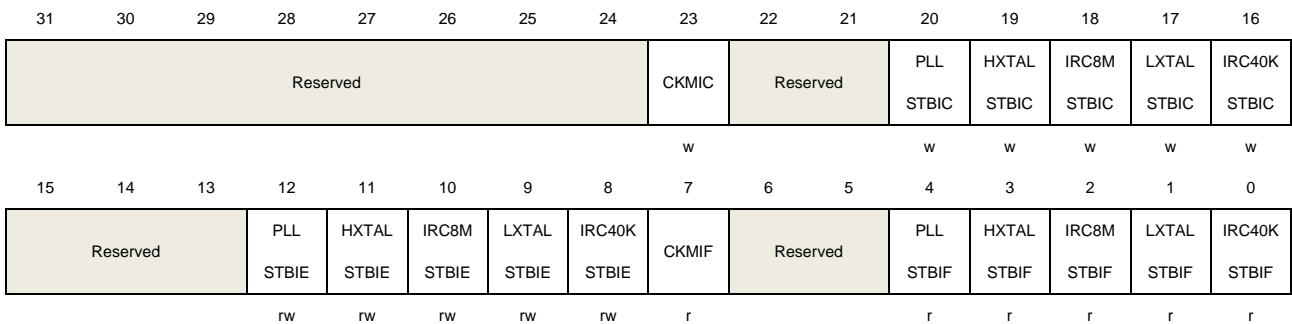 31 30 29 28 27 26 25 24 23 22 21 20 19 18 17 16
Reserved CKMIC Reserved PLL STBIC HXTAL STBIC IRC8M STBIC LXTAL STBIC IRC40K STBIC
w w w w w w
15 14 13 12 11 10 9 8 7 6 5 4 3 2 1 0
Reserved PLL STBIE HXTAL STBIE IRC8M STBIE LXTAL STBIE IRC40K STBIE CKMIF Reserved PLL STBIF HXTAL STBIF IRC8M STBIF LXTAL STBIF IRC40K STBIF
rw rw rw rw rw r r r r r r